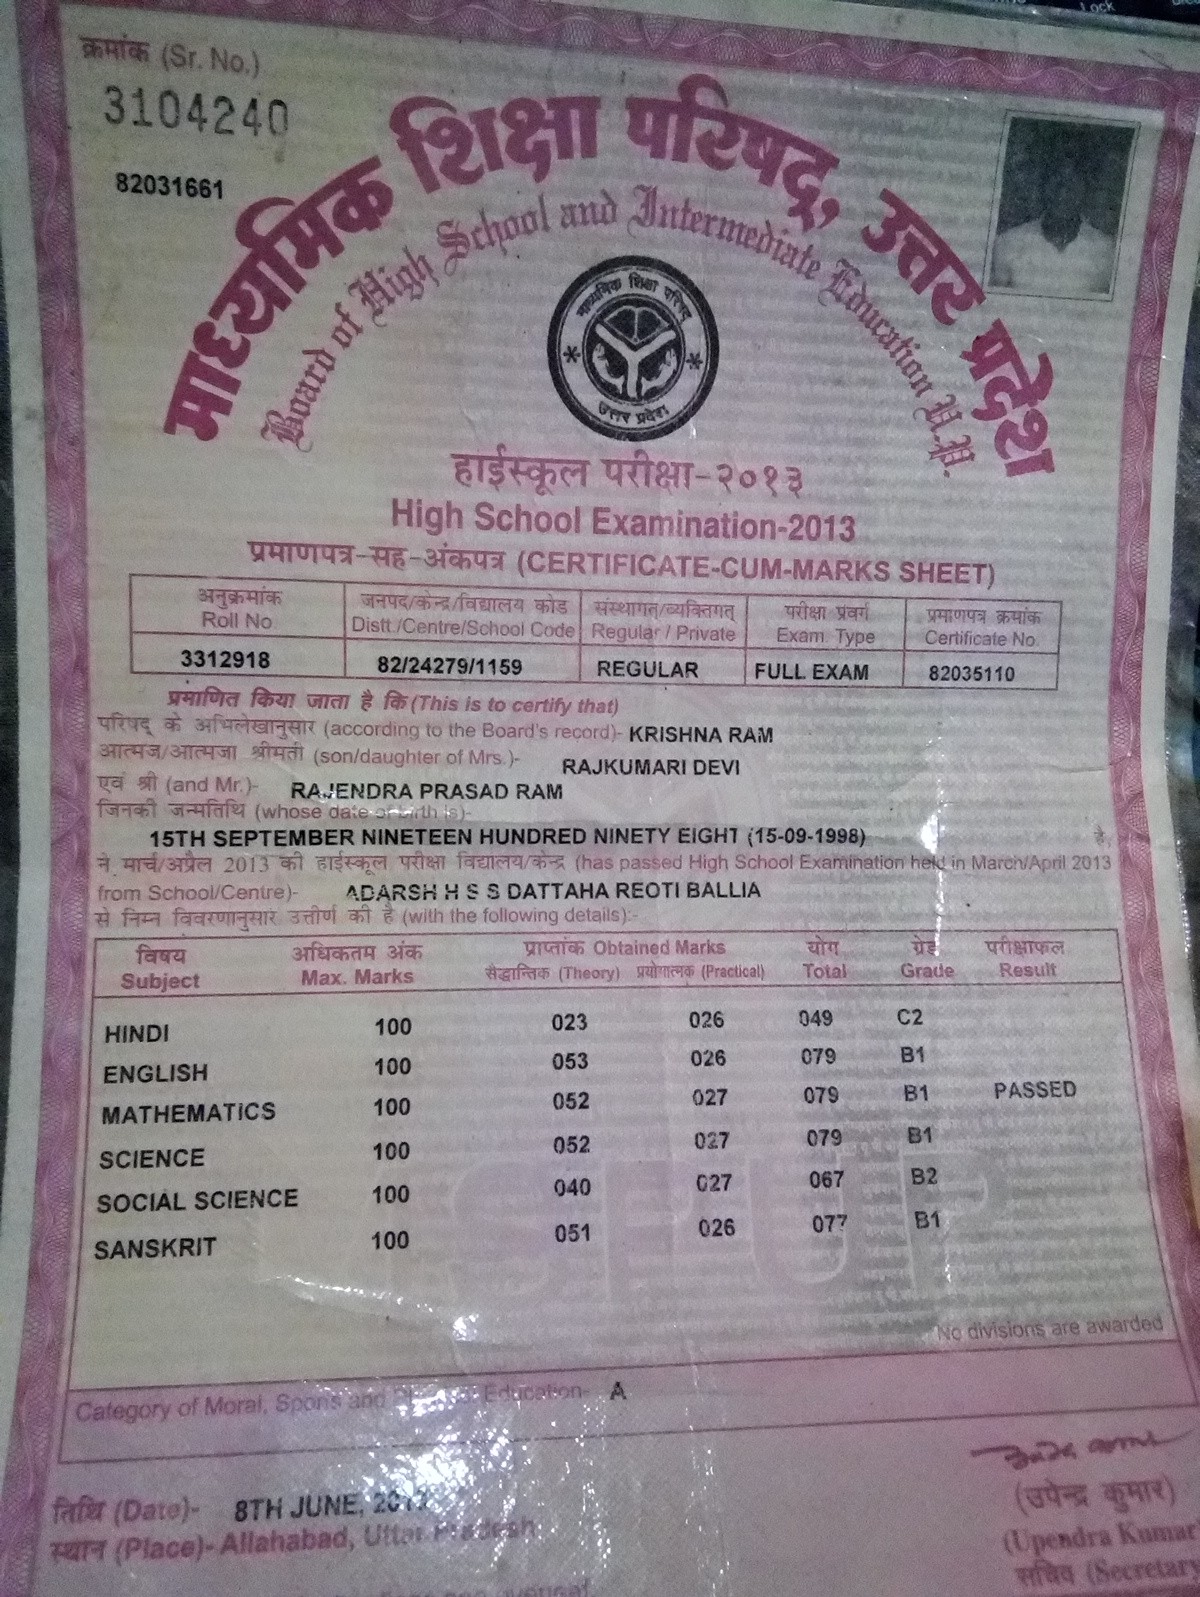 Lock
क्रमांक (Sr. No.)
3104240
82031661
माध्यमिक शिक्षा परिषद्, उत्तर प्रदेश
Board of High School and Intermediate Education U.P.
माध्यमिक शिक्षा परिषद्
उत्तर प्रदेश
हाईस्कूल परीक्षा-२०१३
High School Examination-2013
प्रमाणपत्र-सह-अंकपत्र (CERTIFICATE-CUM-MARKS SHEET)
अनुक्रमांक जनपद/केन्द्र/विद्यालय कोड संस्थागत/व्यक्तिगत् परीक्षा प्रवर्ग प्रमाणपत्र क्रमांक
Roll No. Distt./Centre/School Code Regular / Private Exam. Type Certificate No.
3312918 82/24279/1159 REGULAR FULL EXAM 82035110
प्रमाणित किया जाता है कि (This is to certify that)
परिषद् के अभिलेखानुसार (according to the Board's record)- KRISHNA RAM
आत्मज/आत्मजा श्रीमती (son/daughter of Mrs.)- RAJKUMARI DEVI
एवं श्री (and Mr.)- RAJENDRA PRASAD RAM
जिनकी जन्मतिथि (whose date of birth is)-
15TH SEPTEMBER NINETEEN HUNDRED NINETY EIGHT (15-09-1998) है,
ने मार्च/अप्रैल 2013 की हाईस्कूल परीक्षा विद्यालय/केन्द्र (has passed High School Examination held in March/April 2013
from School/Centre)- ADARSH H S S DATTAHA REOTI BALLIA
से निम्न विवरणानुसार उत्तीर्ण की है (with the following details):-
विषय अधिकतम अंक प्राप्तांक Obtained Marks योग ग्रेड परीक्षाफल
Subject Max. Marks सैद्धान्तिक (Theory) प्रयोगात्मक (Practical) Total Grade Result
HINDI 100 023 026 049 C2
ENGLISH 100 053 026 079 B1
MATHEMATICS 100 052 027 079 B1 PASSED
SCIENCE 100 052 027 079 B1
SOCIAL SCIENCE 100 040 027 067 B2
SANSKRIT 100 051 026 077 B1
No divisions are awarded
Category of Moral, Sports and Education- A
तिथि (Date)- 8TH JUNE, 2013
स्थान (Place)- Allahabad, Uttar Pradesh
(उपेन्द्र कुमार)
(Upendra Kumar
सचिव (Secretary